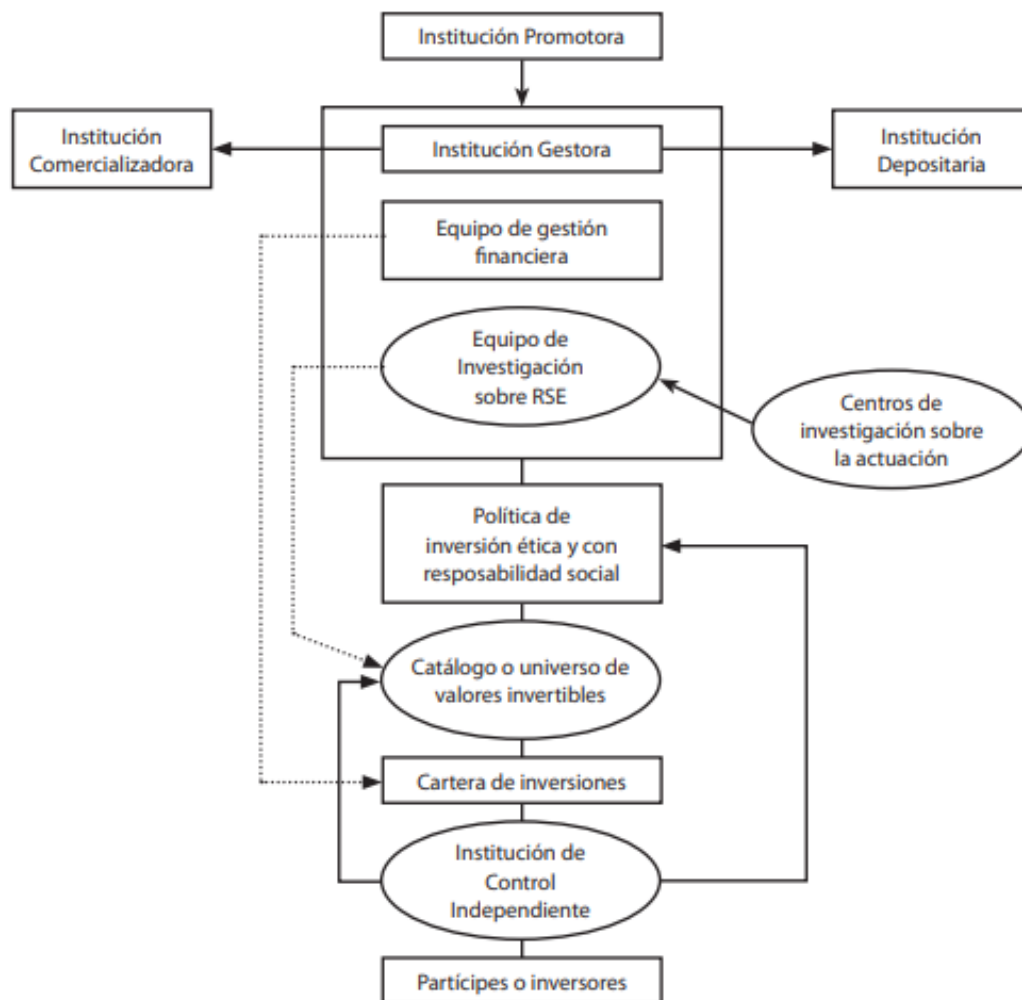 Institución Promotora
Institución
Comercializadora
Institución Gestora
Institución
Depositaria
Equipo de gestión
financiera
Equipo de
Investigación
sobre RSE
Centros de
investigación sobre
la actuación
Política de
inversión ética y con
resposabilidad social
Catálogo o universo de
valores invertibles
Cartera de inversiones
Institución de
Control
Independiente
Partícipes o inversores